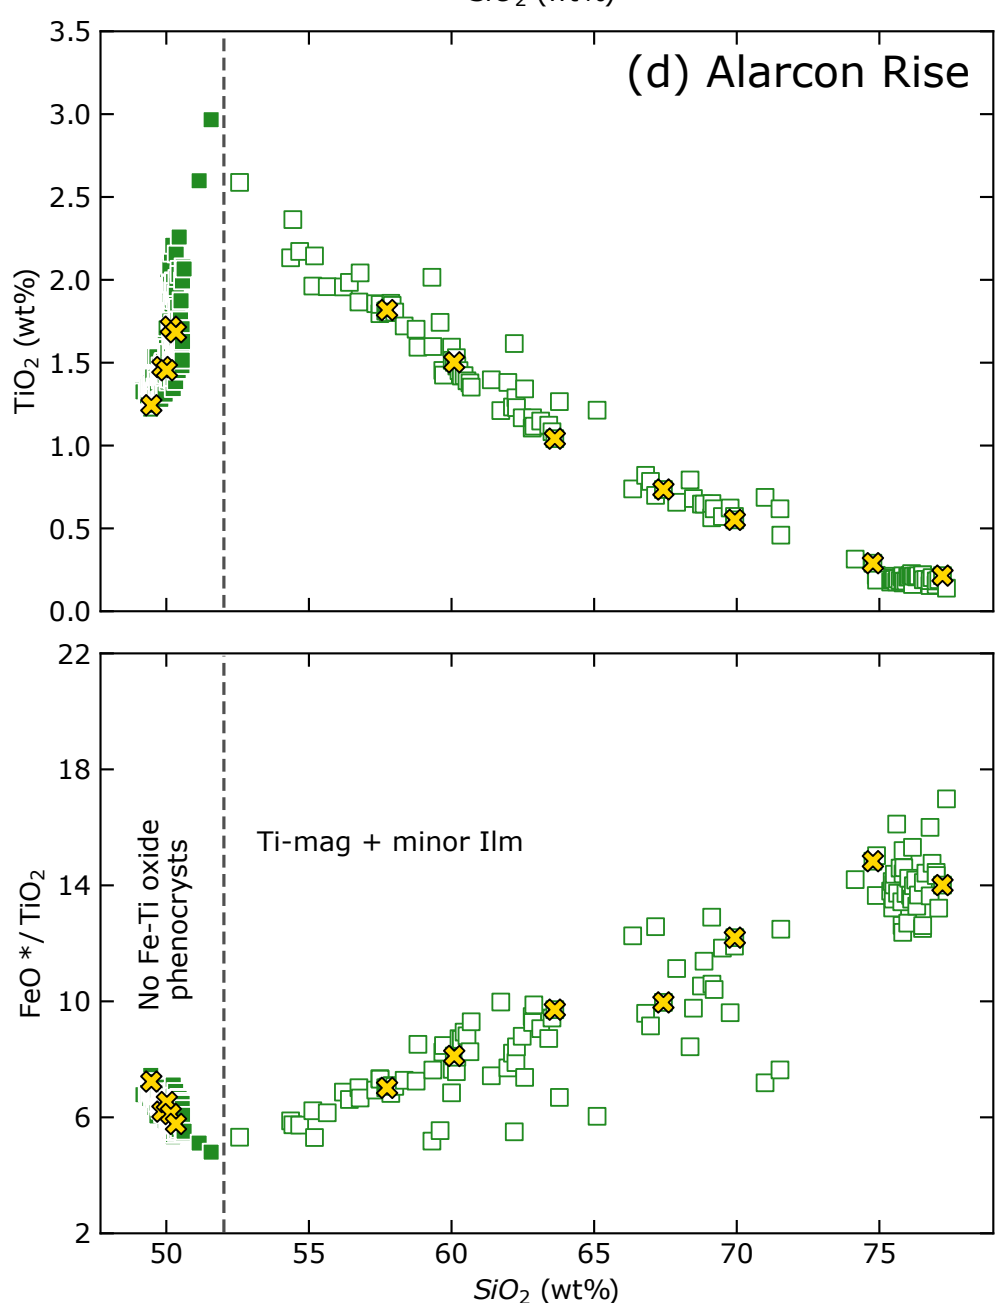 3.5
(d) Alarcon Rise
3.0
2.5
2.0
1.5
1.0
0.5
0.0
TiO₂ (wt%)
22
18
14
10
6
2
FeO*/TiO₂
No Fe-Ti oxide
phenocrysts
Ti-mag + minor Ilm
50 55 60 65 70 75
SiO₂ (wt%)